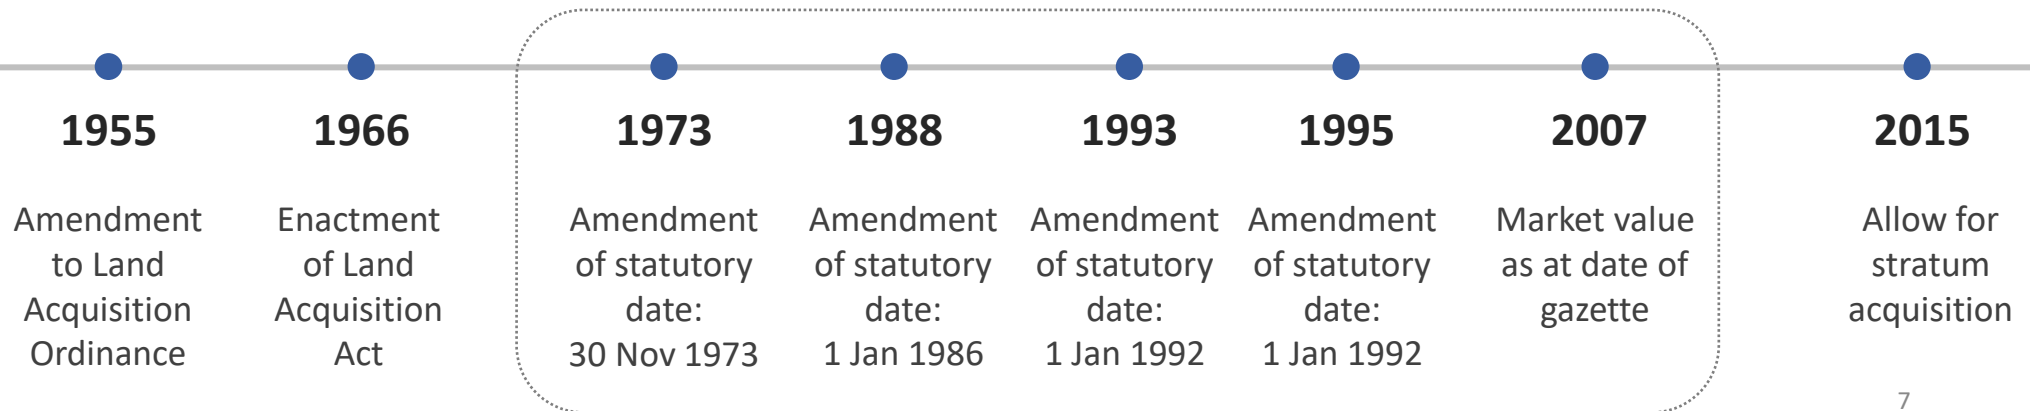 1955
Amendment
to Land
Acquisition
Ordinance
1966
Enactment
of Land
Acquisition
Act
1973
Amendment
of statutory
date:
30 Nov 1973
1988
Amendment
of statutory
date:
1 Jan 1986
1993
Amendment
of statutory
date:
1 Jan 1992
1995
Amendment
of statutory
date:
1 Jan 1992
2007
Market value
as at date of
gazette
2015
Allow for
stratum
acquisition
7